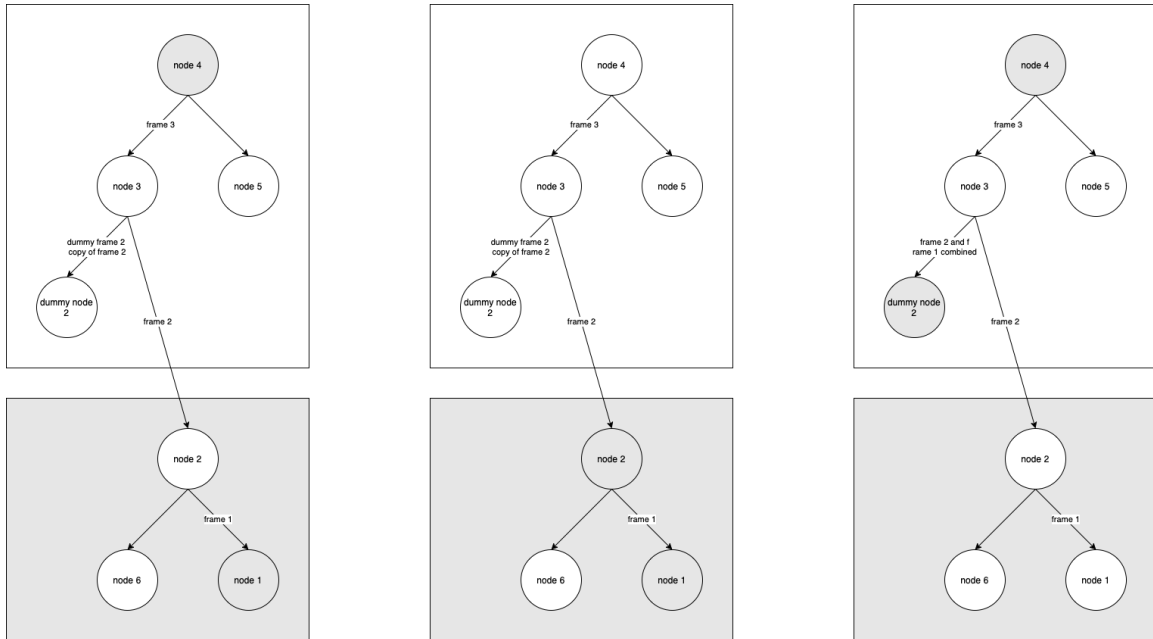 node 4
frame 3
node 3
node 5
dummy frame 2
copy of frame 2
dummy node
2
frame 2
node 2
frame 1
node 6
node 1
node 4
frame 3
node 3
node 5
dummy frame 2
copy of frame 2
dummy node
2
frame 2
node 2
frame 1
node 6
node 1
node 4
frame 3
node 3
node 5
frame 2 and f
rame 1 combined
dummy node
2
frame 2
node 2
frame 1
node 6
node 1